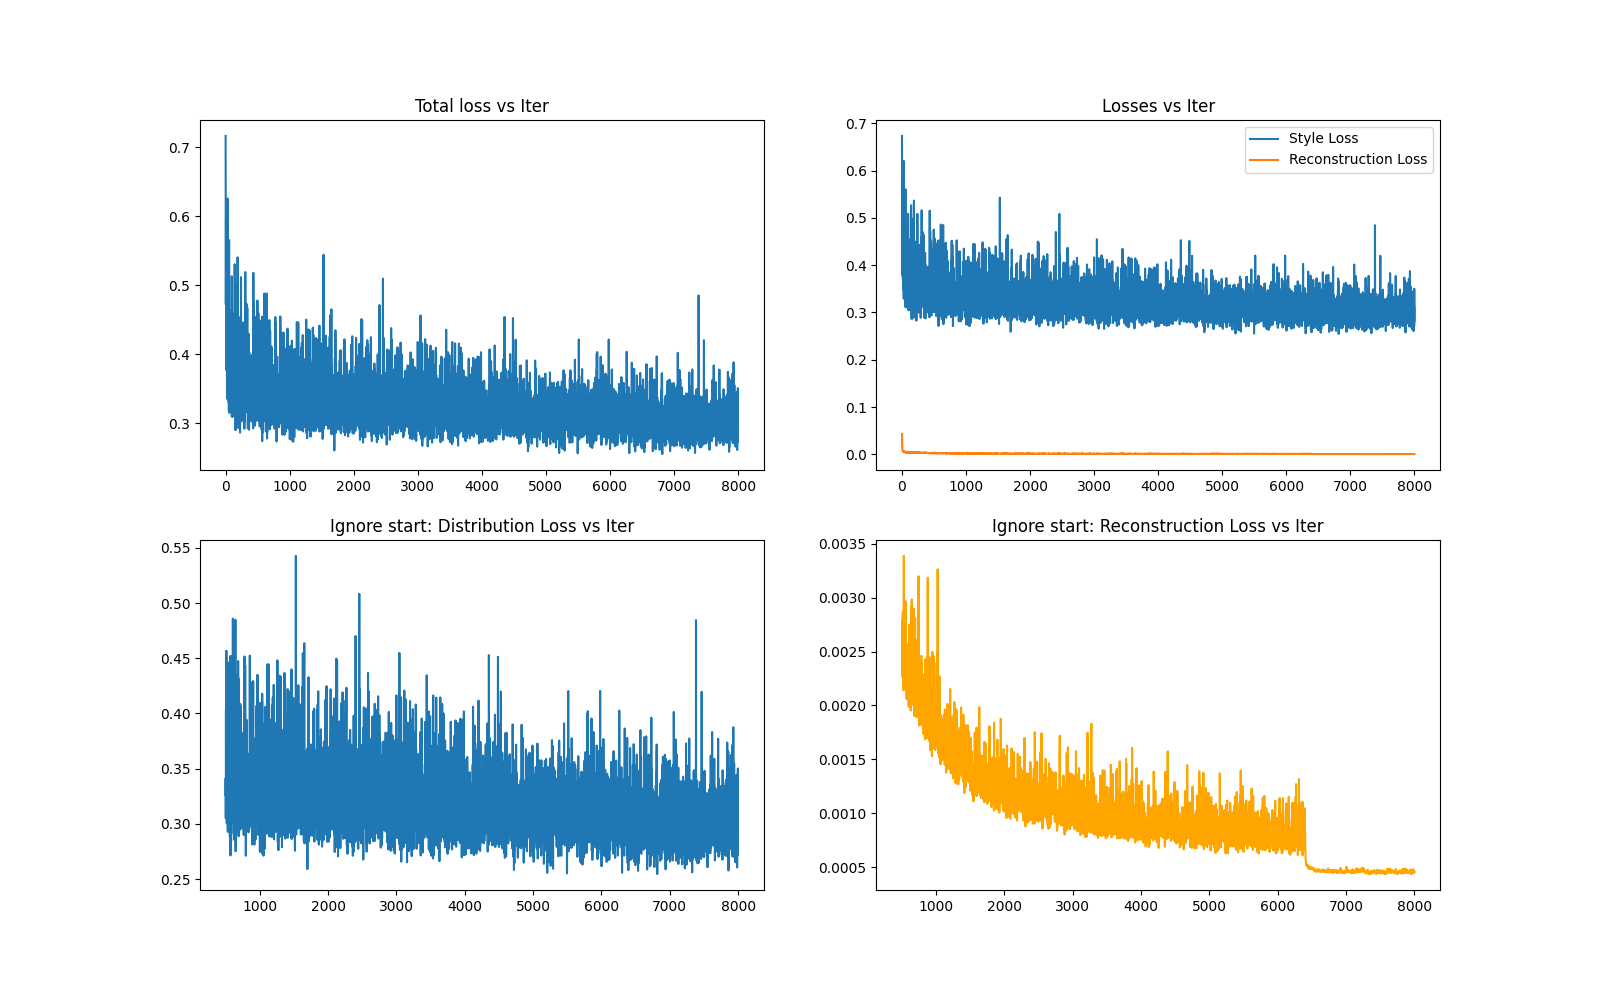 Total loss vs Iter
0.7
0.6
0.5
0.4
0.3
0 1000 2000 3000 4000 5000 6000 7000 8000
Losses vs Iter
0.7
0.6
0.5
0.4
0.3
0.2
0.1
0.0
Style Loss
Reconstruction Loss
0 1000 2000 3000 4000 5000 6000 7000 8000
Ignore start: Distribution Loss vs Iter
0.55
0.50
0.45
0.40
0.35
0.30
0.25
1000 2000 3000 4000 5000 6000 7000 8000
Ignore start: Reconstruction Loss vs Iter
0.0035
0.0030
0.0025
0.0020
0.0015
0.0010
0.0005
1000 2000 3000 4000 5000 6000 7000 8000